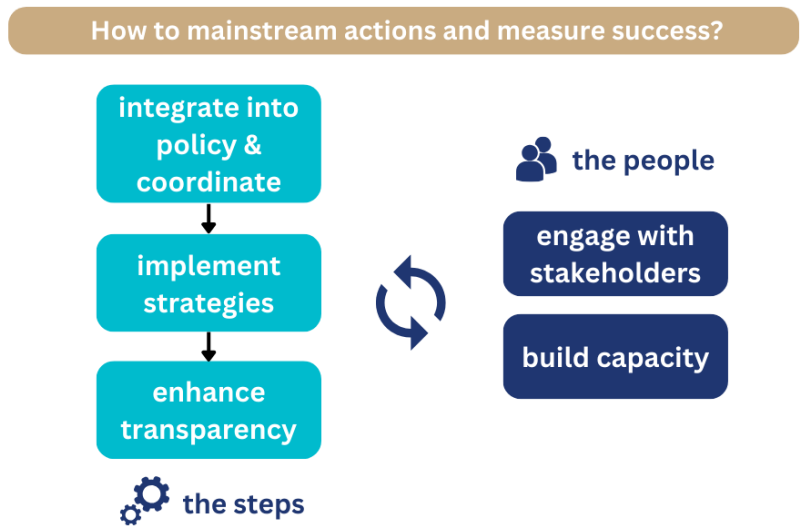 How to mainstream actions and measure success?
integrate into
policy &
coordinate
implement
strategies
enhance
transparency
the steps
the people
engage with
stakeholders
build capacity